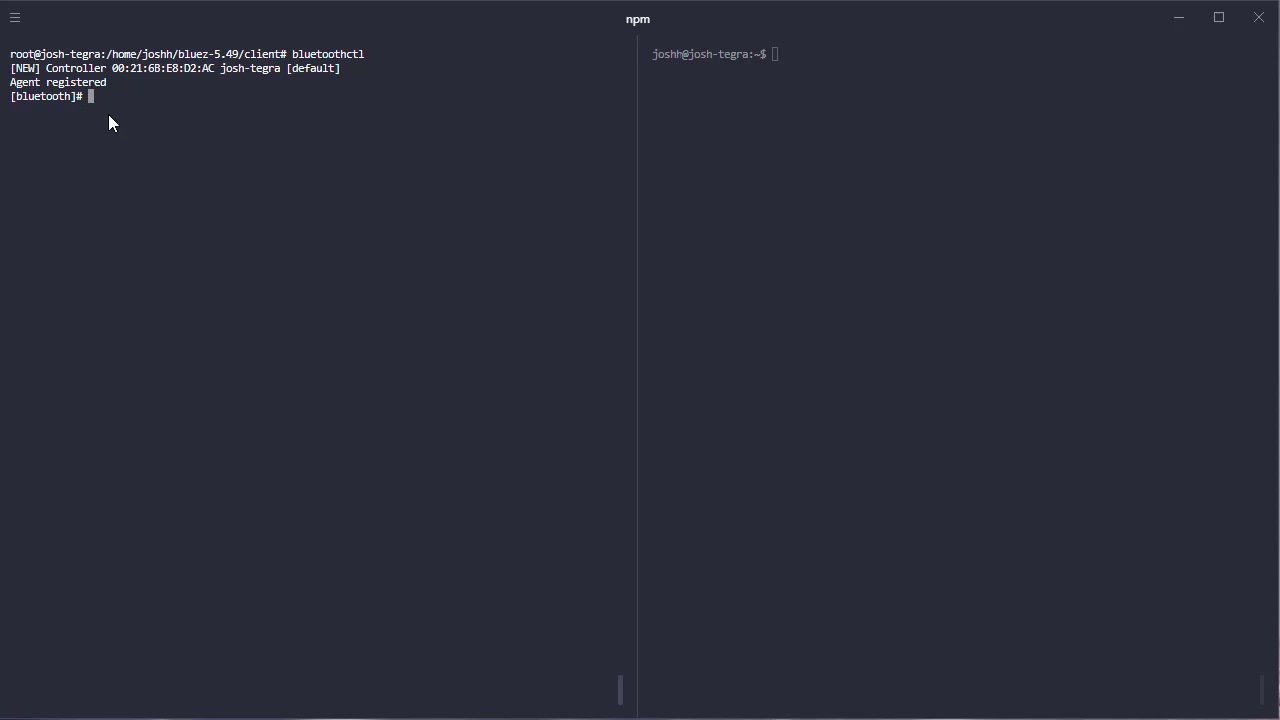 npm
root@josh-tegra:/home/joshh/bluez-5.49/client# bluetoothctl
[NEW] Controller 00:21:6B:E8:D2:AC josh-tegra [default]
Agent registered
[bluetooth]#
joshh@josh-tegra:~$